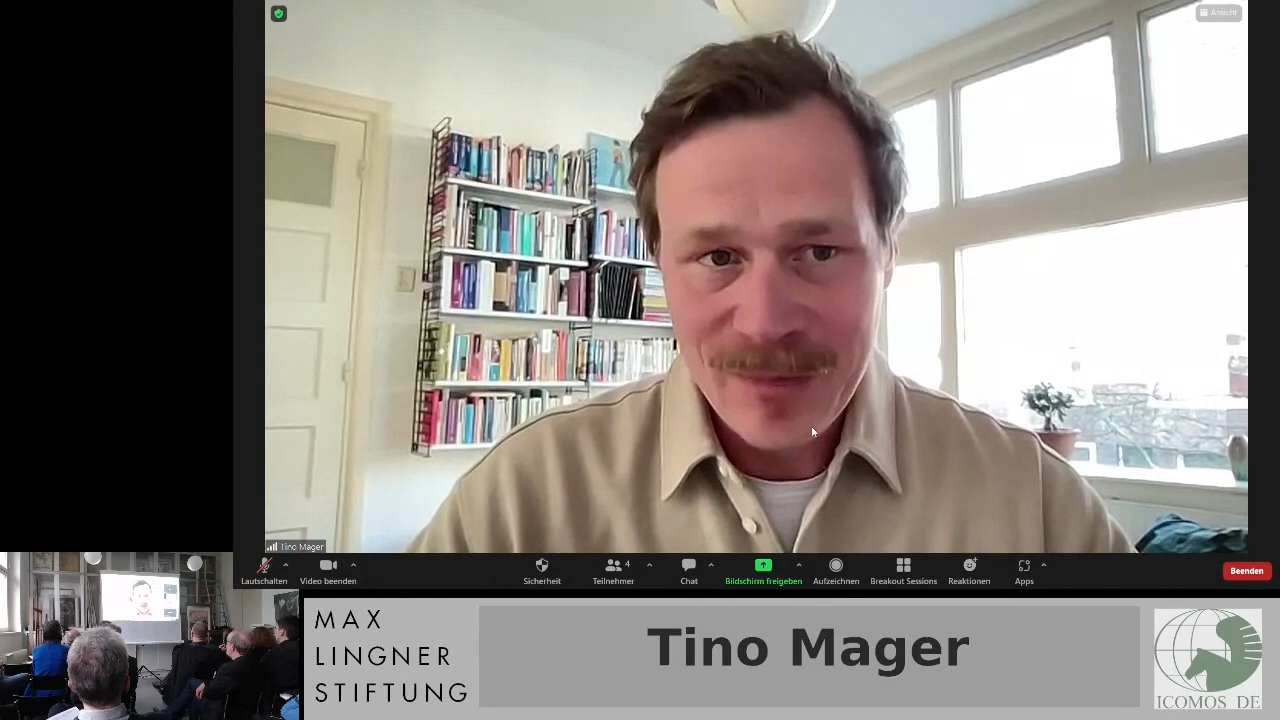 Ansicht
Tino Mager
Lautschalten
Video beenden
Sicherheit
4
Teilnehmer
Chat
Bildschirm freigeben
Aufzeichnen
Breakout Sessions
Reaktionen
Apps
Beenden
MAX
LINGNER
STIFTUNG
Tino Mager
ICOMOS DE